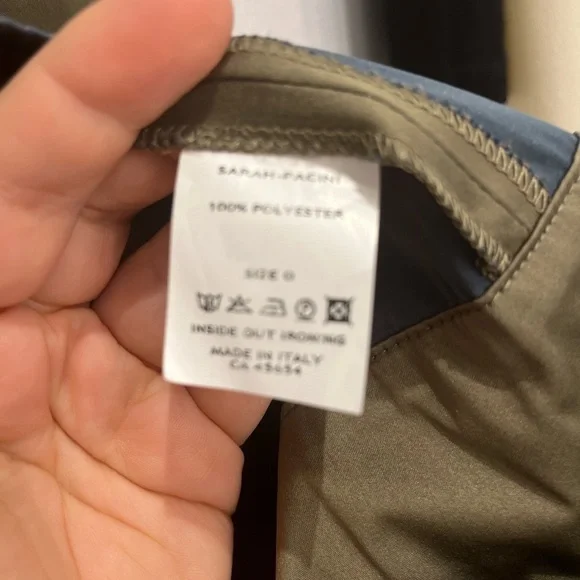 SARAH-PACINI
100% POLYESTER
SIZE 0
INSIDE OUT IRONING
MADE IN ITALY
CA 45654